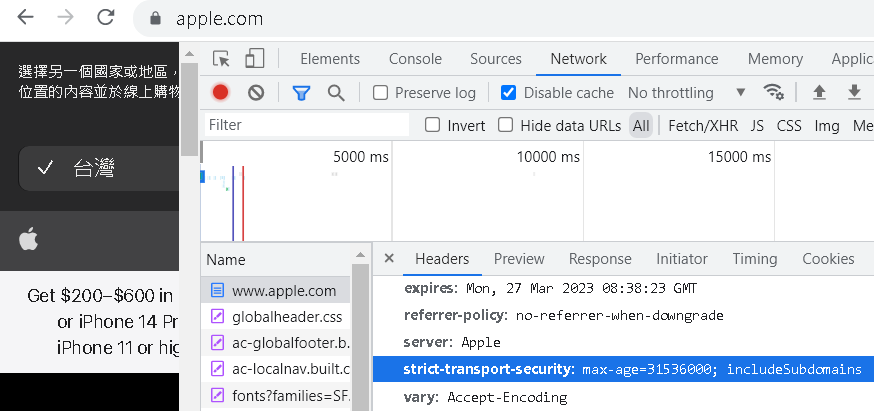 apple.com
選擇另一個國家或地區，
位置的內容並於線上購物
台灣
Get $200–$600 in
or iPhone 14 Pr
iPhone 11 or hig
Elements Console Sources Network Performance Memory Applica
Preserve log Disable cache No throttling
Filter Invert Hide data URLs All Fetch/XHR JS CSS Img Me
5000 ms 10000 ms 15000 ms
Name
www.apple.com
globalheader.css
ac-globalfooter.b
ac-localnav.built.c
fonts?families=SF
Headers Preview Response Initiator Timing Cookies
expires: Mon, 27 Mar 2023 08:38:23 GMT
referrer-policy: no-referrer-when-downgrade
server: Apple
strict-transport-security: max-age=31536000; includeSubdomains
vary: Accept-Encoding